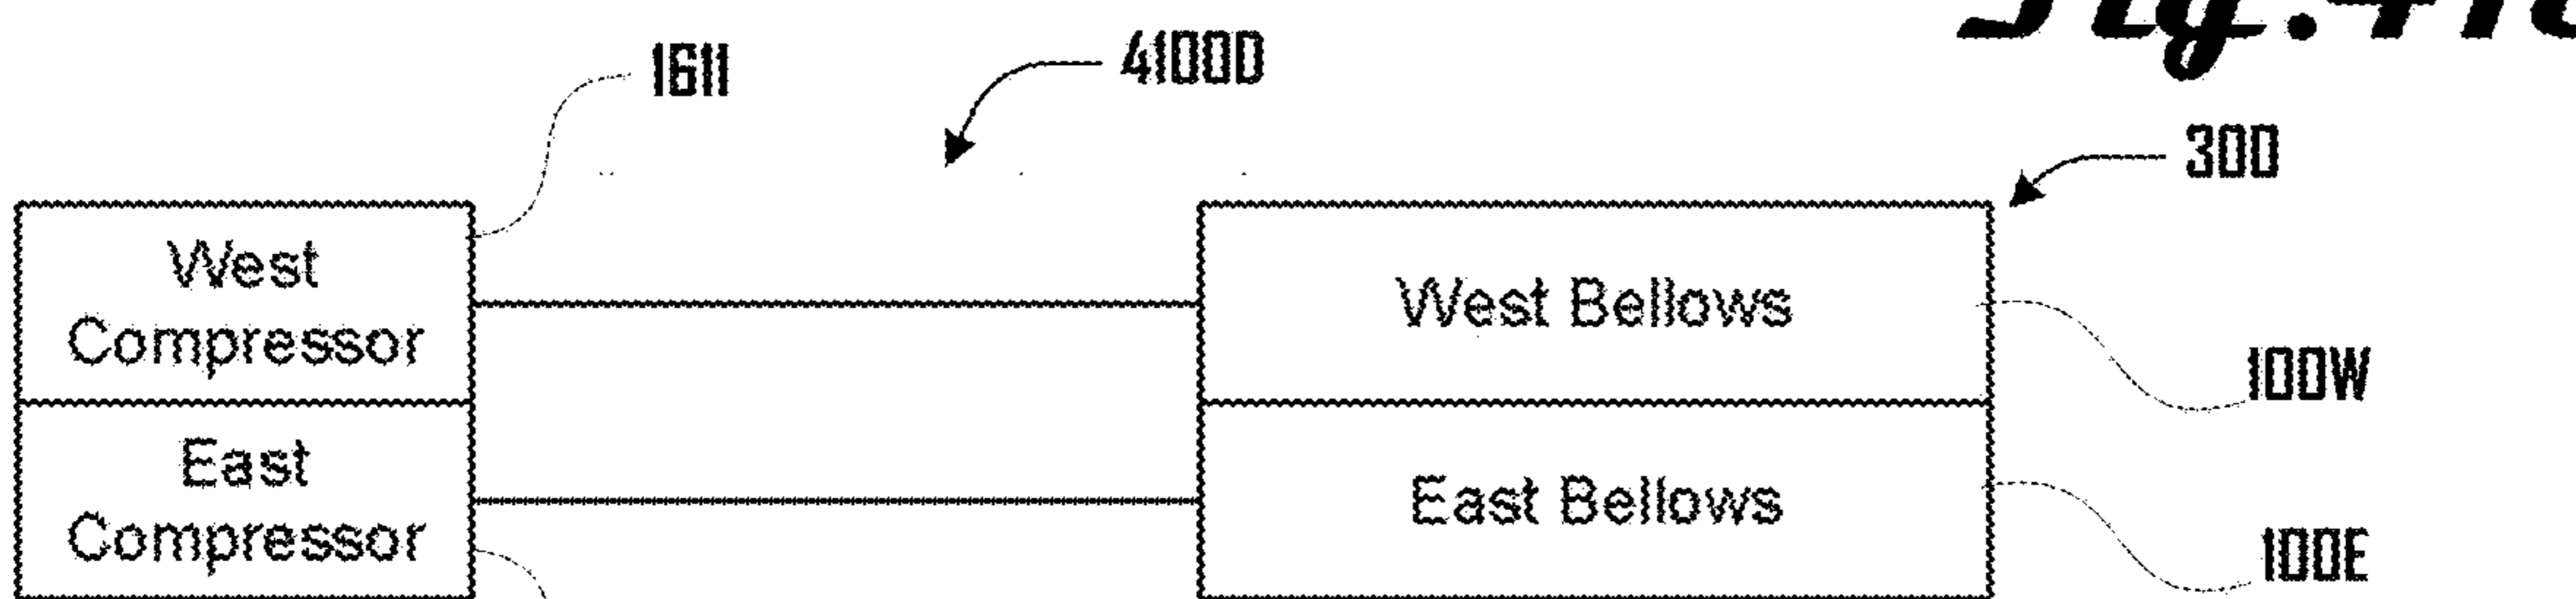 1611
4100D
300
West
Compressor
West Bellows
100W
East
Compressor
East Bellows
100E